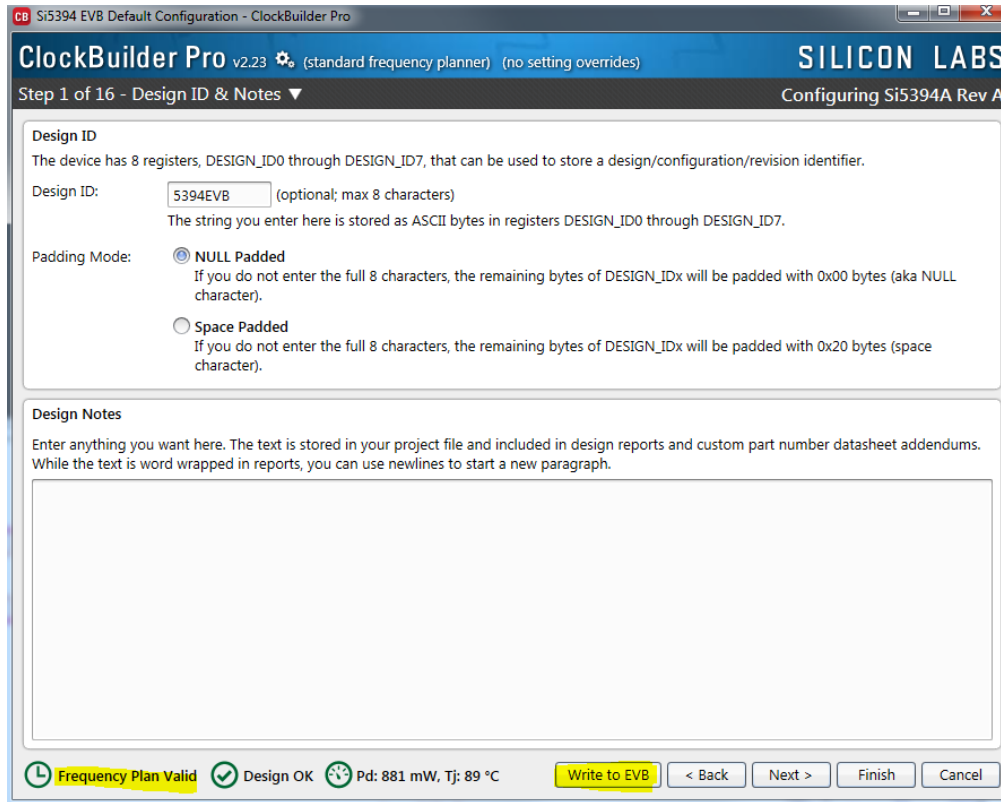 CB Si5394 EVB Default Configuration - ClockBuilder Pro
ClockBuilder Pro v2.23 (standard frequency planner) (no setting overrides) SILICON LABS
Step 1 of 16 - Design ID & Notes ▼ Configuring Si5394A Rev A
Design ID
The device has 8 registers, DESIGN_ID0 through DESIGN_ID7, that can be used to store a design/configuration/revision identifier.
Design ID: 5394EVB (optional; max 8 characters)
The string you enter here is stored as ASCII bytes in registers DESIGN_ID0 through DESIGN_ID7.
Padding Mode: NULL Padded
If you do not enter the full 8 characters, the remaining bytes of DESIGN_IDx will be padded with 0x00 bytes (aka NULL
character).
Space Padded
If you do not enter the full 8 characters, the remaining bytes of DESIGN_IDx will be padded with 0x20 bytes (space
character).
Design Notes
Enter anything you want here. The text is stored in your project file and included in design reports and custom part number datasheet addendums.
While the text is word wrapped in reports, you can use newlines to start a new paragraph.
Frequency Plan Valid Design OK Pd: 881 mW, Tj: 89 °C Write to EVB < Back Next > Finish Cancel